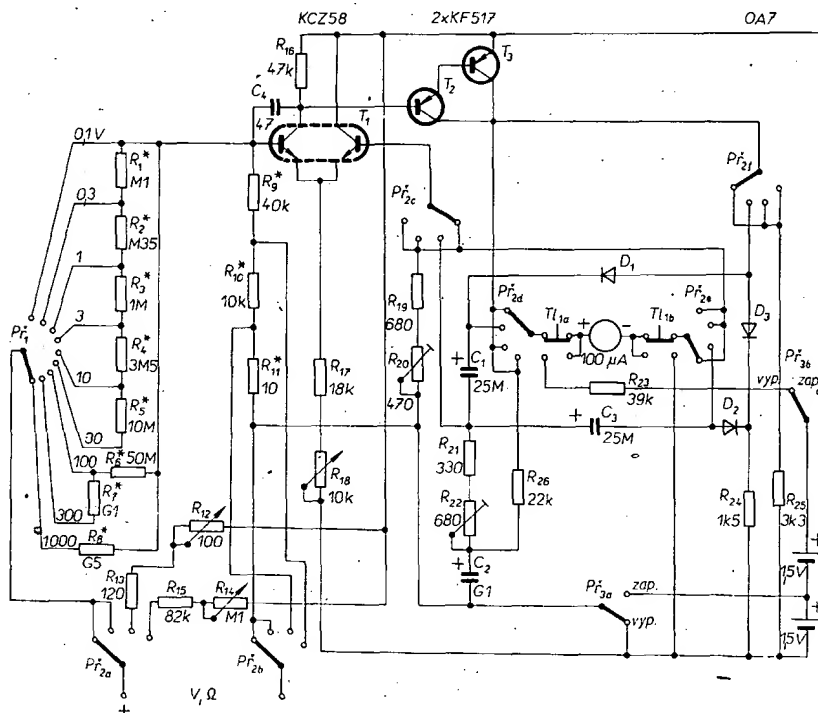 KCZ58 2xKF517 OA7
R16 47k
T3
T2
C4 47
T1
0,1V
R1* M1
0,3
R2* M35
1
R3* 1M
3
R4* 3M5
10
R5* 10M
30
100 R6* 50M
R7* G1
300
1000 R8* G5
Př1
R9* 40k
R10* 10k
R11* 10
R17 18k
R18 10k
Př2c
R19 680
R20 470
Př2d
D1
Tl1a + - Tl1b
100 µA
Př2e
Př2f
D3
+ C1 25M
R23 39k
vyp. Př3b zap.
+ C3 25M
D2
R21 330
R22 680
R26 22k
R24 1k5
R25 3k3
+ C2 G1
R12 100
R13 120
R15 82k
R14 M1
Př3a zap.
vyp.
+ 1,5V
+ 1,5V
Př2a
+
V, Ω
Př2b
-